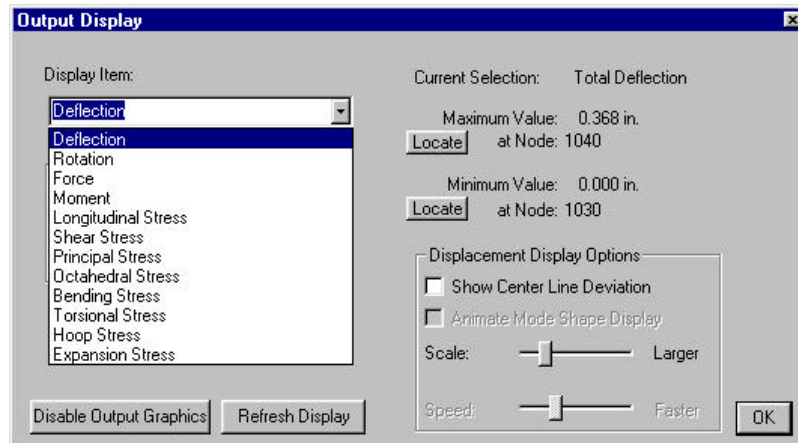 Output Display
Display Item:
Deflection
Deflection
Rotation
Force
Moment
Longitudinal Stress
Shear Stress
Principal Stress
Octahedral Stress
Bending Stress
Torsional Stress
Hoop Stress
Expansion Stress
Disable Output Graphics
Refresh Display
Current Selection: Total Deflection
Maximum Value: 0.368 in.
Locate at Node: 1040
Minimum Value: 0.000 in.
Locate at Node: 1030
Displacement Display Options
Show Center Line Deviation
Animate Mode Shape Display
Scale: Larger
Speed: Faster
OK